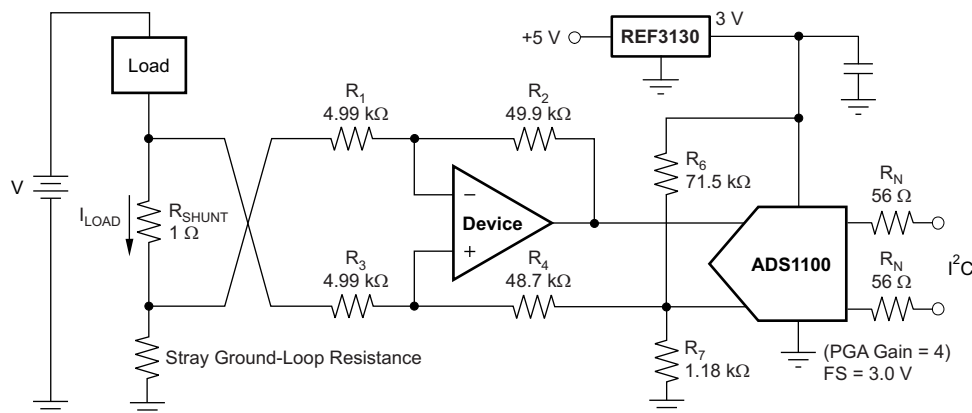 3 V
+5 V
REF3130
Load
R1
4.99 kΩ
R2
49.9 kΩ
R6
71.5 kΩ
V
ILOAD
RSHUNT
1 Ω
−
Device
+
RN
56 Ω
ADS1100
I²C
R3
4.99 kΩ
R4
48.7 kΩ
RN
56 Ω
Stray Ground-Loop Resistance
R7
1.18 kΩ
(PGA Gain = 4)
FS = 3.0 V